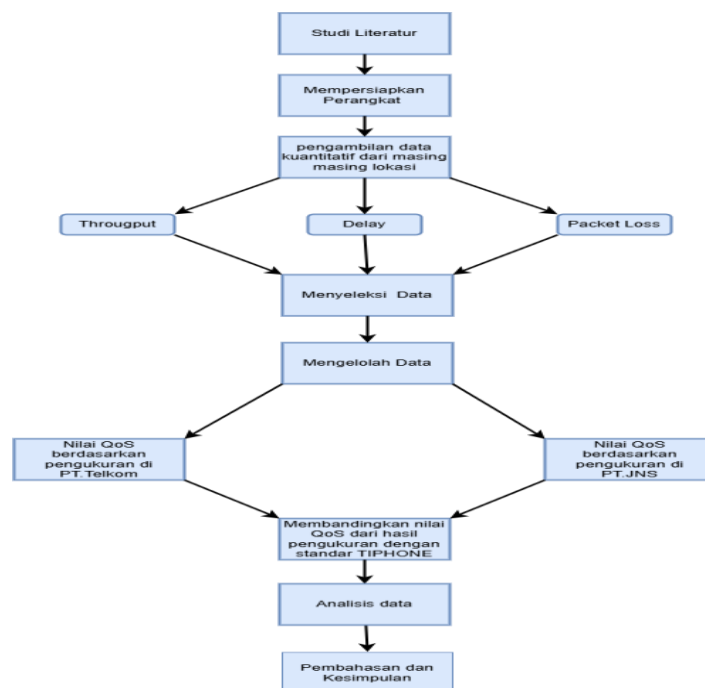 Studi Literatur
Mempersiapkan
Perangkat
pengambilan data
kuantitatif dari masing
masing lokasi
Througput
Delay
Packet Loss
Menyeleksi Data
Mengelolah Data
Nilai QoS
berdasarkan
pengukuran di
PT.Telkom
Nilai QoS
berdasarkan
pengukuran di
PT.JNS
Membandingkan nilai
QoS dari hasil
pengukuran dengan
standar TIPHONE
Analisis data
Pembahasan dan
Kesimpulan